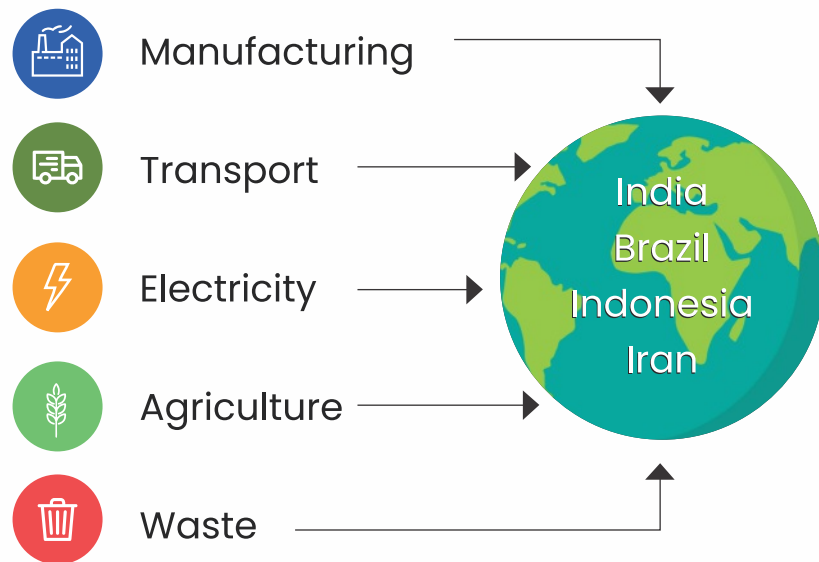 Manufacturing
Transport
Electricity
Agriculture
Waste
India
Brazil
Indonesia
Iran